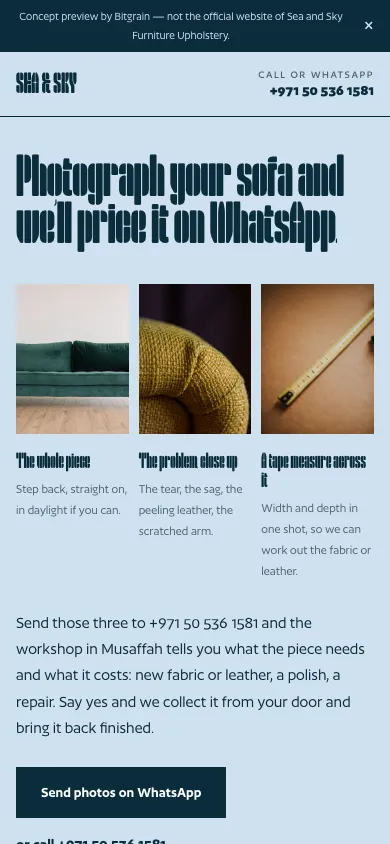 Concept preview by Bitgrain — not the official website of Sea and Sky
Furniture Upholstery.
×
SEA & SKY
CALL OR WHATSAPP
+971 50 536 1581
Photograph your sofa and
we'll price it on WhatsApp.
The whole piece
Step back, straight on,
in daylight if you can.
The problem, close up
The tear, the sag, the
peeling leather, the
scratched arm.
A tape measure across
it
Width and depth in
one shot, so we can
work out the fabric or
leather.
Send those three to +971 50 536 1581 and the
workshop in Musaffah tells you what the piece needs
and what it costs: new fabric or leather, a polish, a
repair. Say yes and we collect it from your door and
bring it back finished.
Send photos on WhatsApp
or call +971 50 536 1581